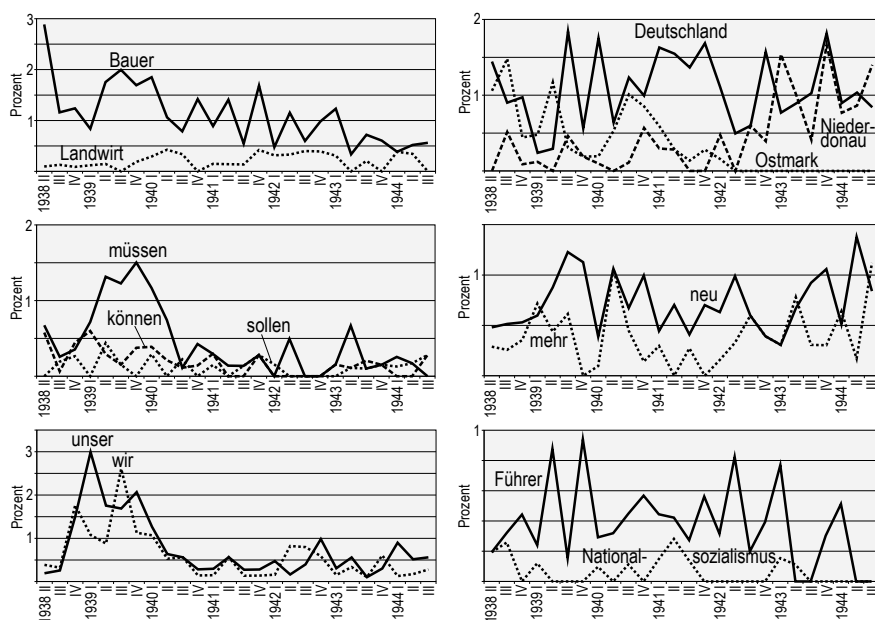 3
2
1
Prozent
Bauer
Landwirt
1938 II III IV 1939 II III IV 1940 II III IV 1941 II III IV 1942 II III IV 1943 II III IV 1944 II III
2
1
Prozent
Deutschland
Nieder-
donau
Ostmark
1938 II III IV 1939 II III IV 1940 II III IV 1941 II III IV 1942 II III IV 1943 II III IV 1944 II III
2
1
Prozent
müssen
können
sollen
1938 II III IV 1939 II III IV 1940 II III IV 1941 II III IV 1942 II III IV 1943 II III IV 1944 II III
1
Prozent
neu
mehr
1938 II III IV 1939 II III IV 1940 II III IV 1941 II III IV 1942 II III IV 1943 II III IV 1944 II III
3
2
1
Prozent
unser
wir
1938 II III IV 1939 II III IV 1940 II III IV 1941 II III IV 1942 II III IV 1943 II III IV 1944 II III
1
Prozent
Führer
National- sozialismus
1938 II III IV 1939 II III IV 1940 II III IV 1941 II III IV 1942 II III IV 1943 II III IV 1944 II III